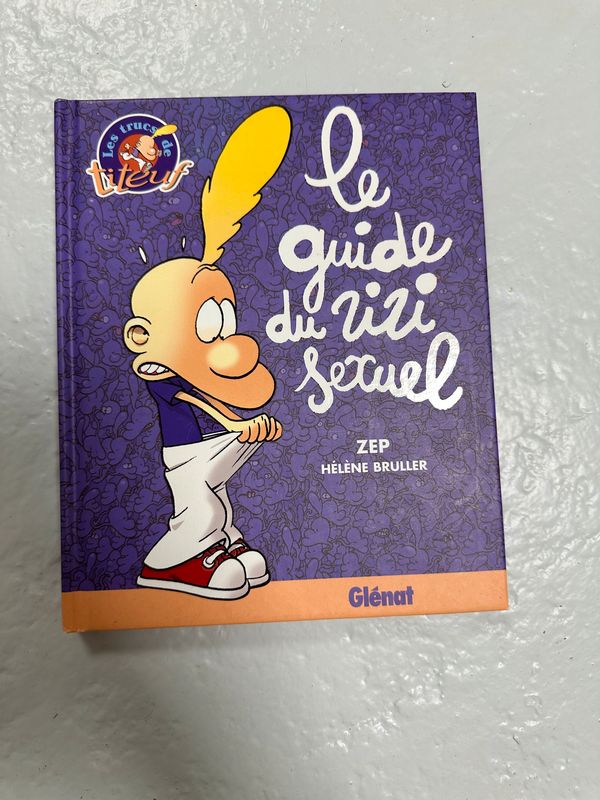 Les trucs de
titeuf
le
guide
du zizi
sexuel
ZEP
HÉLÈNE BRULLER
Glénat